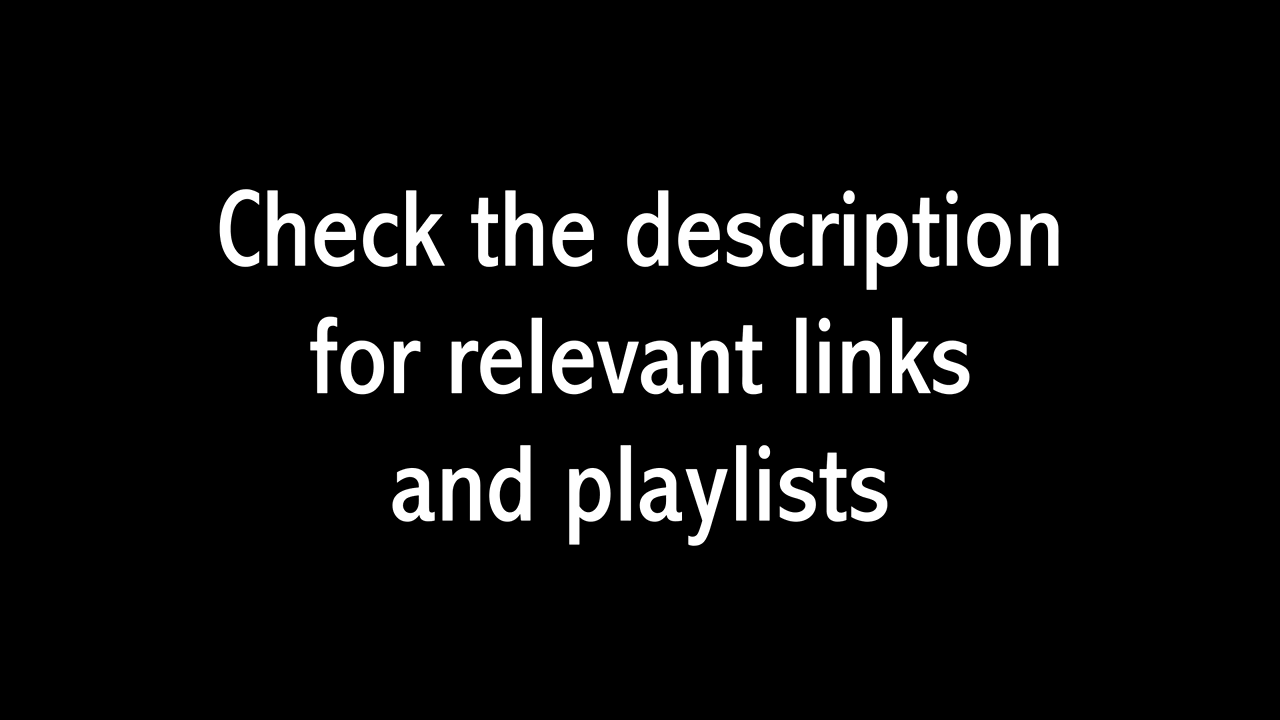 Check the description
for relevant links
and playlists